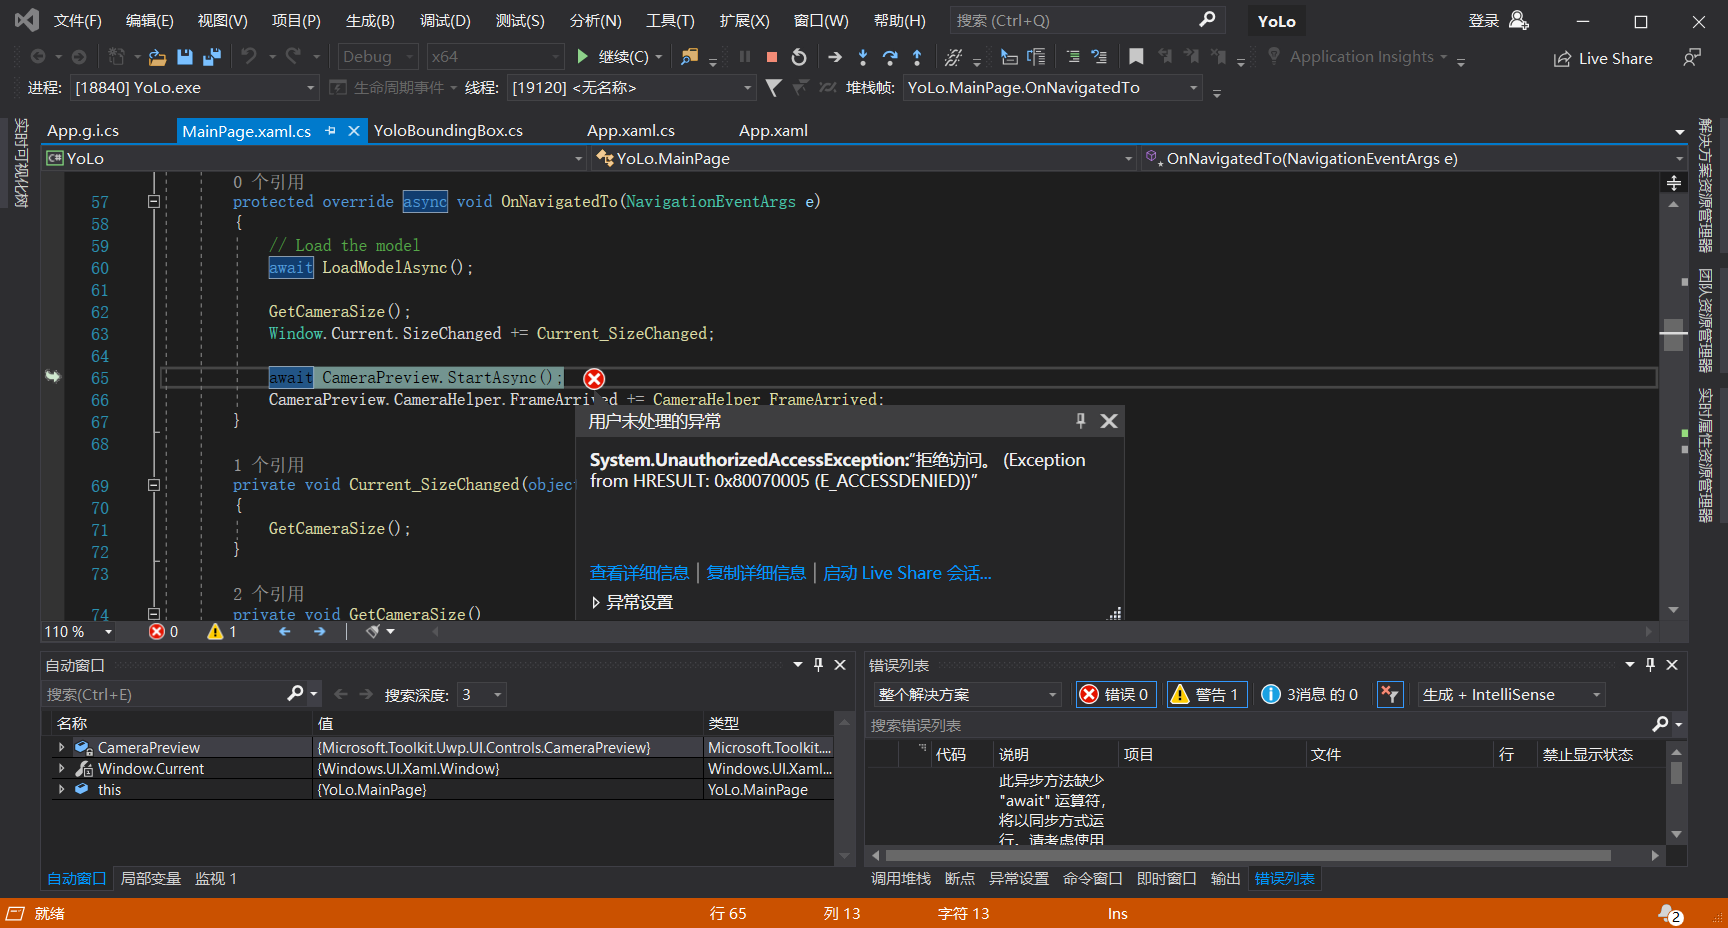 文件(F) 编辑(E) 视图(V) 项目(P) 生成(B) 调试(D) 测试(S) 分析(N) 工具(T) 扩展(X) 窗口(W) 帮助(H) 搜索 (Ctrl+Q) YoLo 登录
Debug x64 继续(C) Application Insights Live Share
进程: [18840] YoLo.exe 生命周期事件 线程: [19120] <无名称> 堆栈帧: YoLo.MainPage.OnNavigatedTo
实时可视化树
App.g.i.cs MainPage.xaml.cs YoloBoundingBox.cs App.xaml.cs App.xaml
C# YoLo YoLo.MainPage OnNavigatedTo(NavigationEventArgs e)
0 个引用
57 protected override async void OnNavigatedTo(NavigationEventArgs e)
58 {
59 // Load the model
60 await LoadModelAsync();
61
62 GetCameraSize();
63 Window.Current.SizeChanged += Current_SizeChanged;
64
65 await CameraPreview.StartAsync();
66 CameraPreview.CameraHelper.FrameArrived += CameraHelper_FrameArrived;
67 }
68
1 个引用
69 private void Current_SizeChanged(object
70 {
71 GetCameraSize();
72 }
73
2 个引用
74 private void GetCameraSize()
用户未处理的异常
System.UnauthorizedAccessException:“拒绝访问。 (Exception
from HRESULT: 0x80070005 (E_ACCESSDENIED))”
查看详细信息 | 复制详细信息 | 启动 Live Share 会话...
异常设置
解决方案资源管理器
团队资源管理器
实时属性资源管理器
110 % 0 1
自动窗口
搜索(Ctrl+E) 搜索深度: 3
名称 值 类型
CameraPreview {Microsoft.Toolkit.Uwp.UI.Controls.CameraPreview} Microsoft.Toolkit....
Window.Current {Windows.UI.Xaml.Window} Windows.UI.Xaml...
this {YoLo.MainPage} YoLo.MainPage
自动窗口 局部变量 监视 1
错误列表
整个解决方案 错误 0 警告 1 3消息 的 0 生成 + IntelliSense
搜索错误列表
代码 说明 项目 文件 行 禁止显示状态
此异步方法缺少
"await" 运算符,
将以同步方式运
行。请考虑使用
调用堆栈 断点 异常设置 命令窗口 即时窗口 输出 错误列表
就绪 行 65 列 13 字符 13 Ins 2